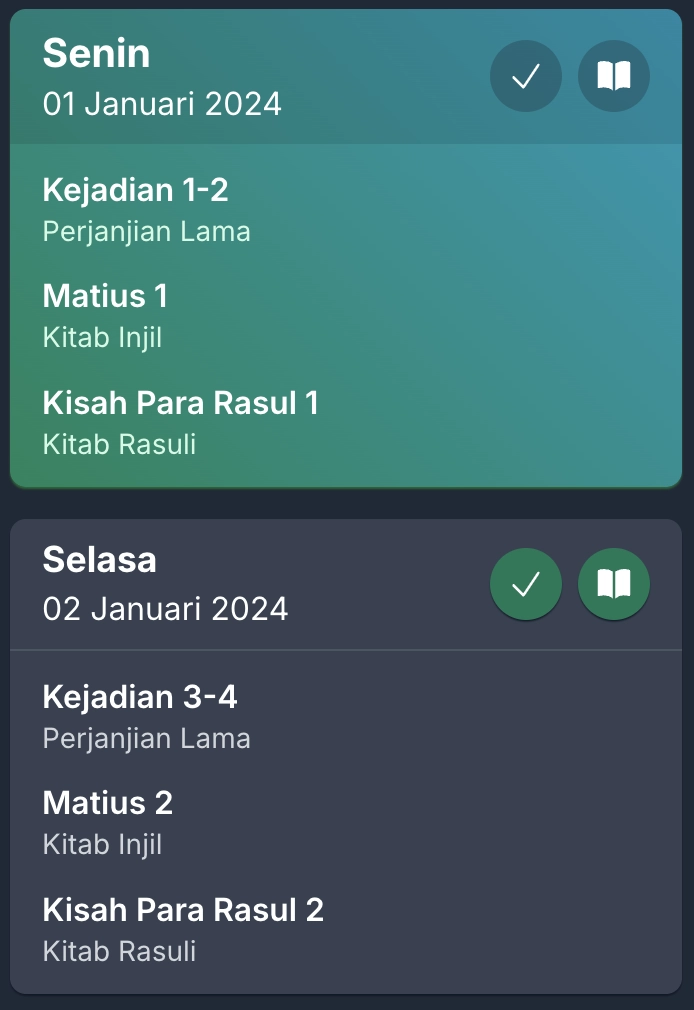 Senin
01 Januari 2024
Kejadian 1-2
Perjanjian Lama
Matius 1
Kitab Injil
Kisah Para Rasul 1
Kitab Rasuli
Selasa
02 Januari 2024
Kejadian 3-4
Perjanjian Lama
Matius 2
Kitab Injil
Kisah Para Rasul 2
Kitab Rasuli